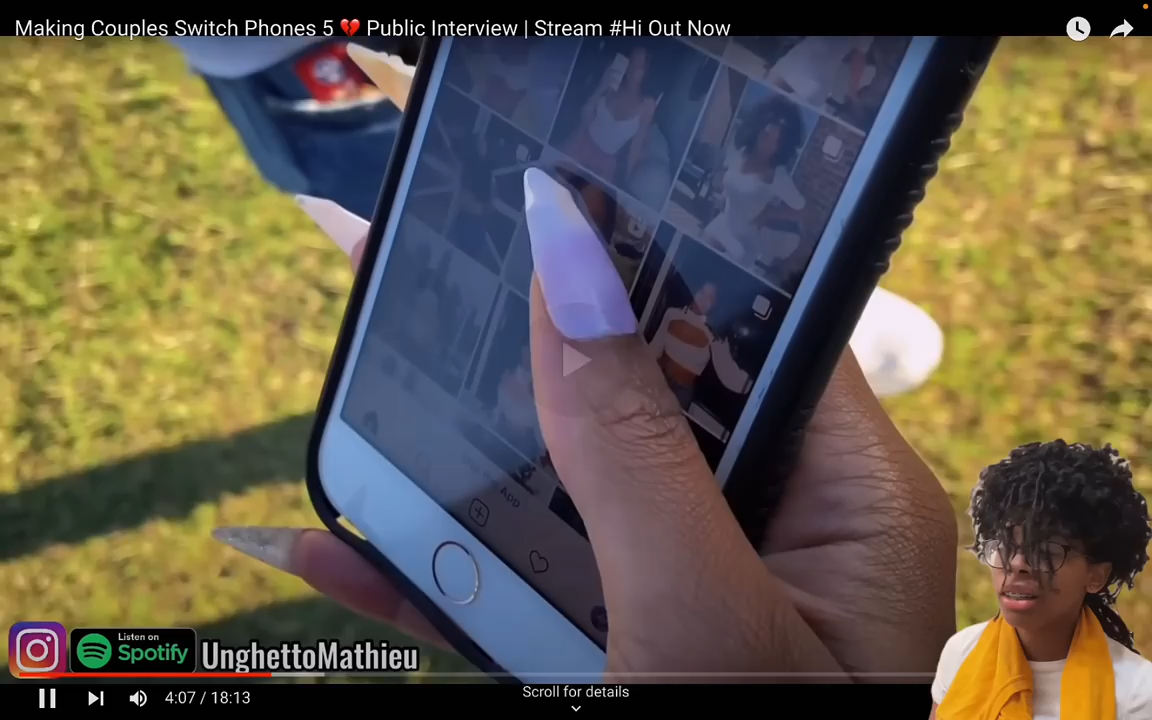 Making Couples Switch Phones 5 💔 Public Interview | Stream #Hi Out Now
App
Listen on
Spotify
UnghettoMathieu
4:07 / 18:13
Scroll for details